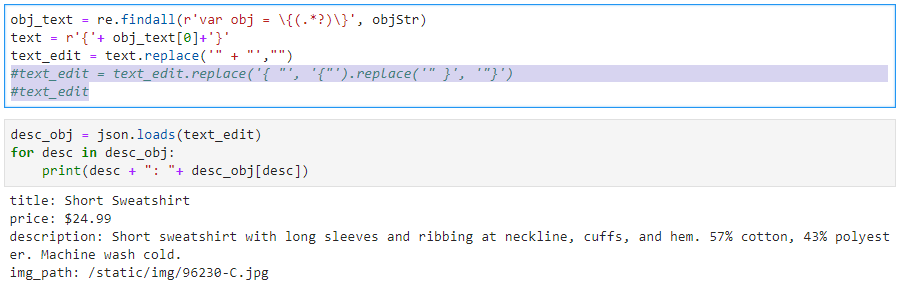 obj_text = re.findall(r'var obj = \{(.*?)\}', objStr)
text = r'{'+ obj_text[0]+'}'
text_edit = text.replace('" + "','")
#text_edit = text_edit.replace('{ "', '{"').replace('" }', '"}')
#text_edit
desc_obj = json.loads(text_edit)
for desc in desc_obj:
    print(desc + ": "+ desc_obj[desc])
title: Short Sweatshirt
price: $24.99
description: Short sweatshirt with long sleeves and ribbing at neckline, cuffs, and hem. 57% cotton, 43% polyest
er. Machine wash cold.
img_path: /static/img/96230-C.jpg